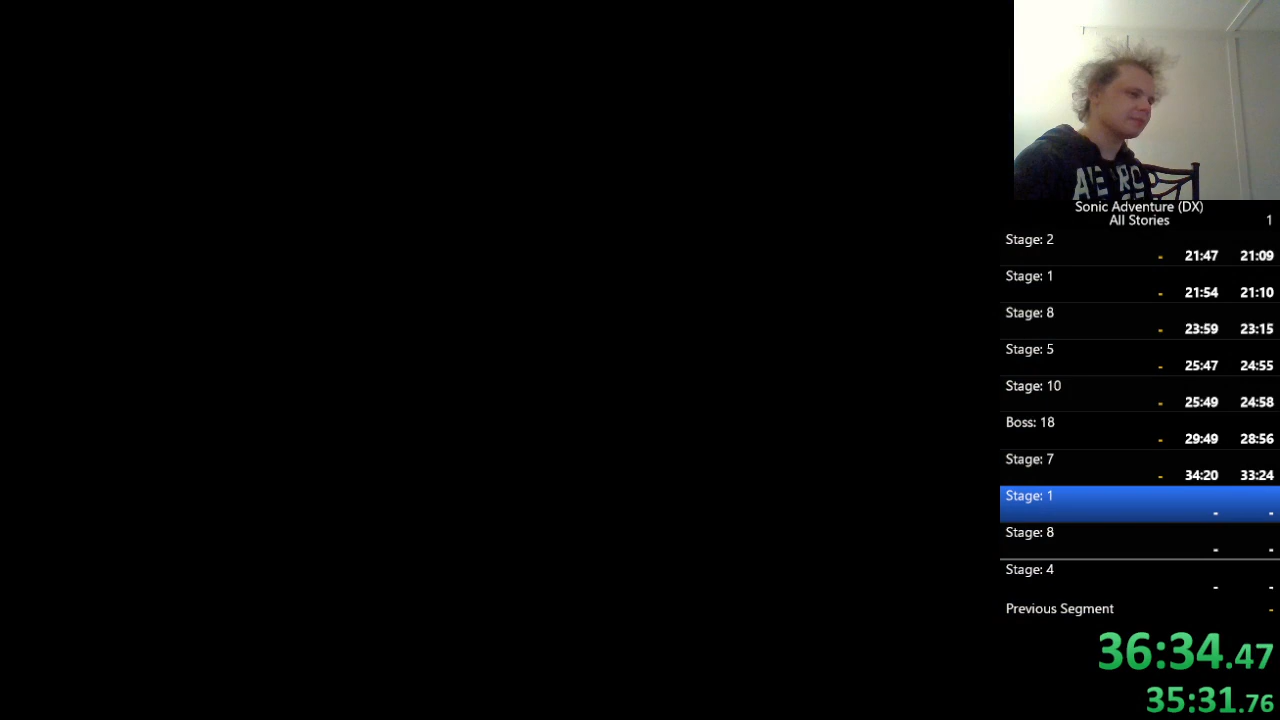 Sonic Adventure (DX)
All Stories 1
Stage: 2
- 21:47 21:09
Stage: 1
- 21:54 21:10
Stage: 8
- 23:59 23:15
Stage: 5
- 25:47 24:55
Stage: 10
- 25:49 24:58
Boss: 18
- 29:49 28:56
Stage: 7
- 34:20 33:24
Stage: 1
- -
Stage: 8
- -
Stage: 4
- -
Previous Segment -
36:34.47
35:31.76